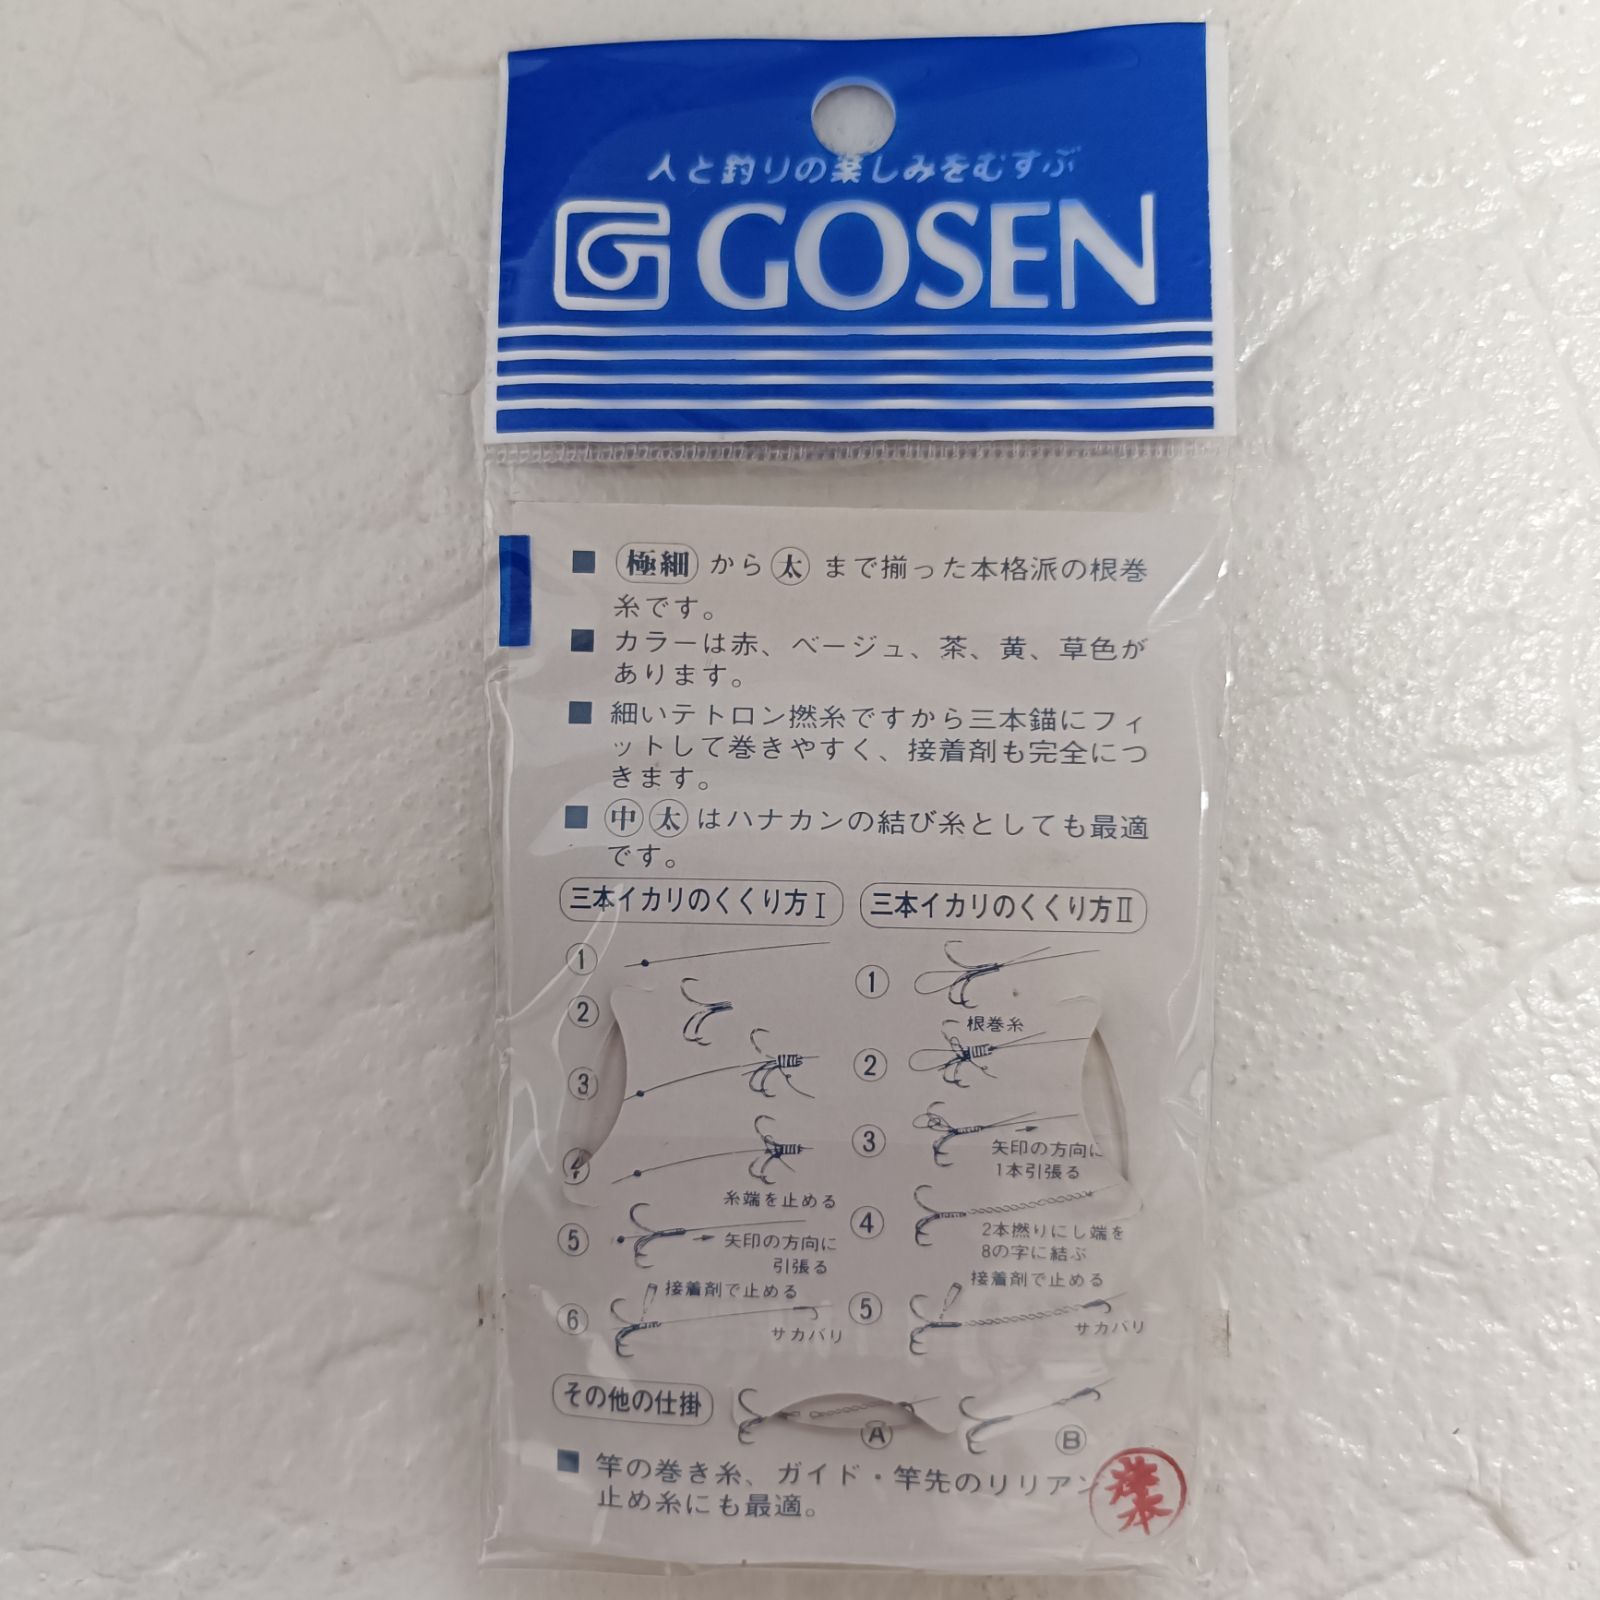 人と釣りの楽しみをむすぶ
GOSEN
■ 極細 から 太 まで揃った本格派の根巻
糸です。
■ カラーは赤、ベージュ、茶、黄、草色が
あります。
■ 細いテトロン撚糸ですから三本錨にフィ
ットして巻きやすく、接着剤も完全につ
きます。
■ 中 太 はハナカンの結び糸としても最適
です。
三本イカリのくくり方Ⅰ
①
②
③
④
糸端を止める
⑤
矢印の方向に
引張る
接着剤で止める
⑥
サカバリ
三本イカリのくくり方Ⅱ
①
根巻糸
②
③
矢印の方向に
1本引張る
④
2本撚りにし端を
8の字に結ぶ
接着剤で止める
⑤
サカバリ
その他の仕掛
Ⓐ
Ⓑ
■ 竿の巻き糸、ガイド・竿先のリリアン
止め糸にも最適。